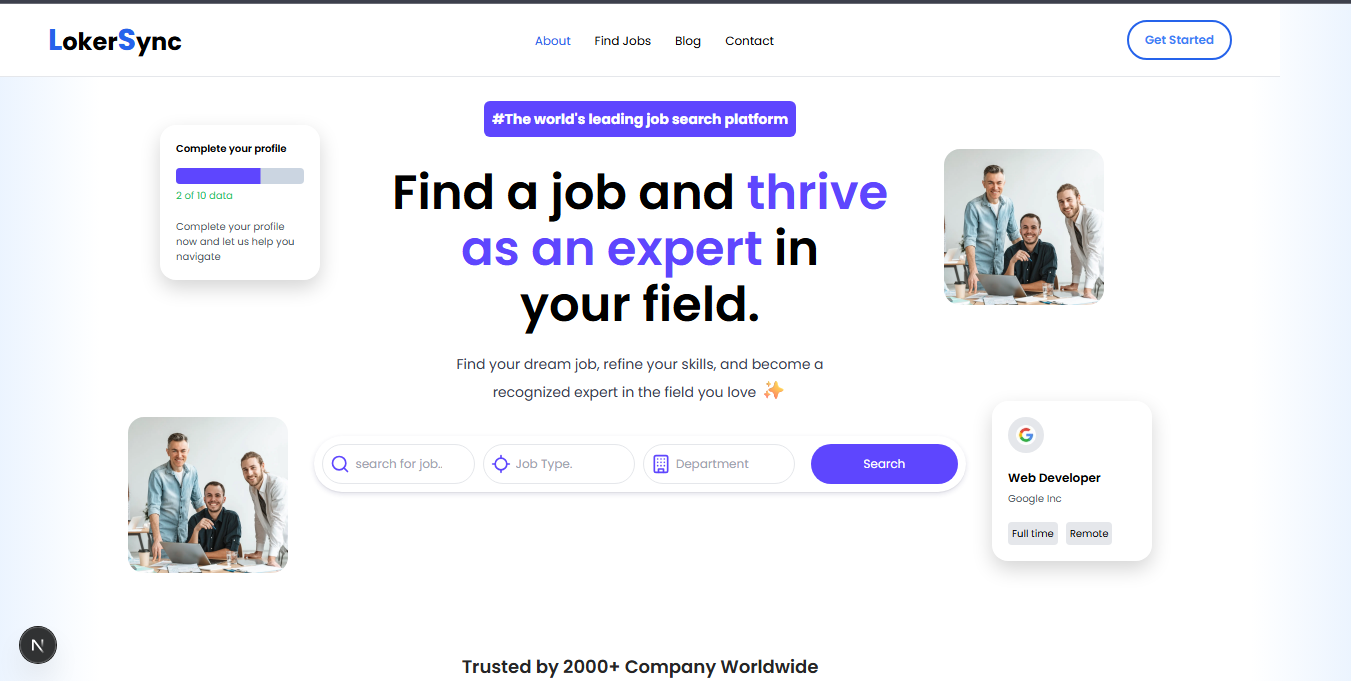 LokerSync
About
Find Jobs
Blog
Contact
Get Started
#The world's leading job search platform
Complete your profile
2 of 10 data
Complete your profile
now and let us help you
navigate
Find a job and thrive
as an expert in
your field.
Find your dream job, refine your skills, and become a
recognized expert in the field you love ✨
search for job..
Job Type.
Department
Search
G
Web Developer
Google Inc
Full time
Remote
N
Trusted by 2000+ Company Worldwide